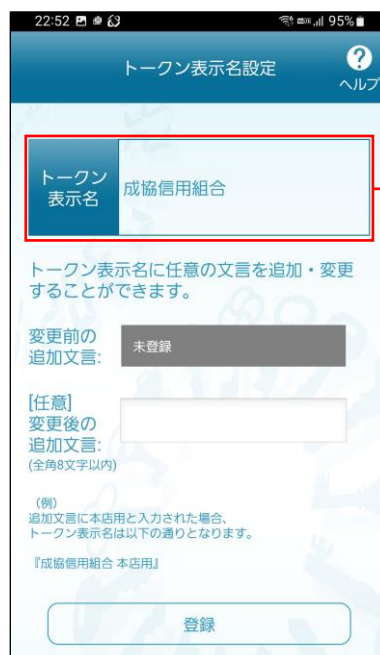 22:52 95%
トークン表示名設定
?
ヘルプ
トークン
表示名
成協信用組合
トークン表示名に任意の文言を追加・変更
することができます。
変更前の
追加文言:
未登録
[任意]
変更後の
追加文言:
(全角8文字以内)
(例)
追加文言に本店用と入力された場合、
トークン表示名は以下の通りとなります。
『成協信用組合 本店用』
登録